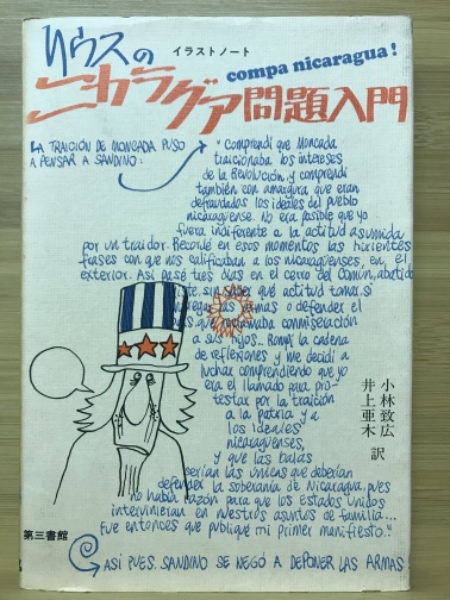 リウスの
イラストノート
compa nicaragua!
ニカラグア問題入門
LA TRAICIÓN DE MONCADA PUSO
A PENSAR A SANDINO:
"Comprendí que Moncada
traicionaba los intereses
de la Revolución, y comprendí
también con amargura que eran
defraudados los ideales del pueblo
nicaragüense. No era posible que yo
fuera indiferente a la actitud asumida
por un traidor. Recordé en esos momentos las hirientes
frases con que nos calificaban a los nicaragüenses, en el
exterior. Así pasé tres días en el cerro del Común, abatido
sin saber qué actitud tomar, si
las armas o defender el
que reclamaba conmiseración
a sus hijos.. Rompí la cadena
de reflexiones y me decidí a
luchar comprendiendo que yo
era el llamado para pro-
testar por la traición
a la patria y a
los ideales
nicaragüenses,
y que las balas
serían las únicas que deberían
defender la soberanía de Nicaragua, pues
no había razón para que los Estados Unidos
intervinieran en nuestros asuntos de familia...
Fue entonces que publiqué mi primer manifiesto."
ASÍ PUES, SANDINO SE NEGÓ A DEPONER LAS ARMAS
小林致広
井上亜木 訳
第三書館